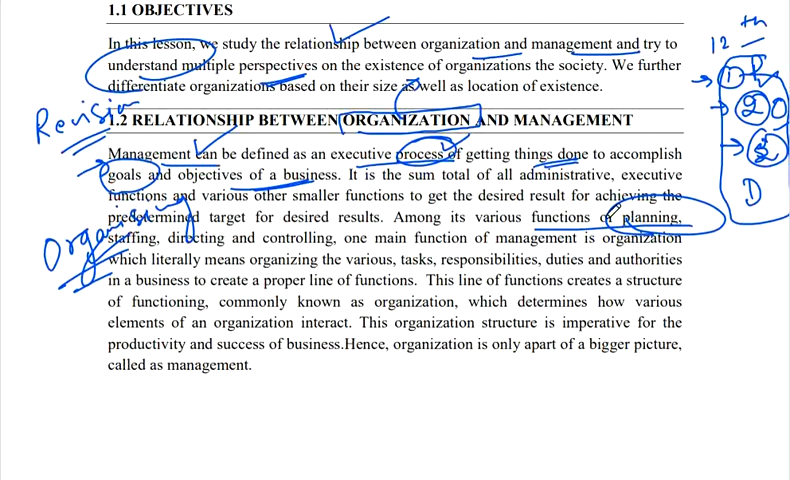 1.1 OBJECTIVES
In this lesson, we study the relationship between organization and management and try to
understand multiple perspectives on the existence of organizations the society. We further
differentiate organizations based on their size as well as location of existence.
1.2 RELATIONSHIP BETWEEN ORGANIZATION AND MANAGEMENT
Management can be defined as an executive process of getting things done to accomplish
goals and objectives of a business. It is the sum total of all administrative, executive
functions and various other smaller functions to get the desired result for achieving the
predetermined target for desired results. Among its various functions of planning,
staffing, directing and controlling, one main function of management is organization
which literally means organizing the various, tasks, responsibilities, duties and authorities
in a business to create a proper line of functions. This line of functions creates a structure
of functioning, commonly known as organization, which determines how various
elements of an organization interact. This organization structure is imperative for the
productivity and success of business.Hence, organization is only apart of a bigger picture,
called as management.
Revision
Organising
12th
1 P
2 O
3
D